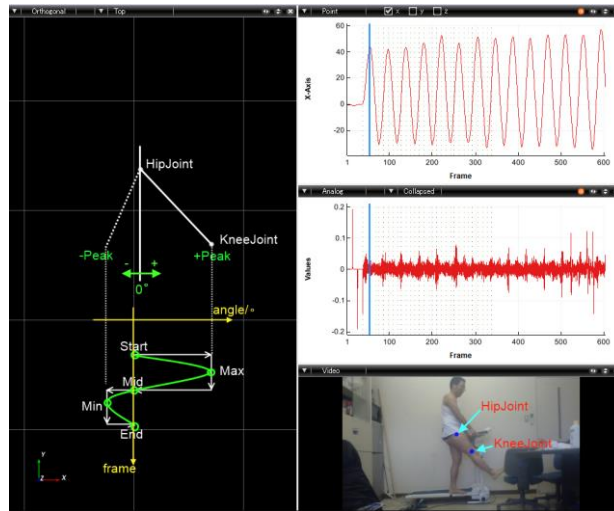 Orthogonal Top
HipJoint
KneeJoint
-Peak
+Peak
- +
0°
angle/°
Start
Max
Mid
Min
End
frame
Y
Z X
Point x y z
60
40
20
0
-20
X-Axis
1 100 200 300 400 500 600
Frame
Analog Collapsed
0.2
0.1
0
-0.1
-0.2
Values
1 100 200 300 400 500 600
Frame
Video
HipJoint
KneeJoint